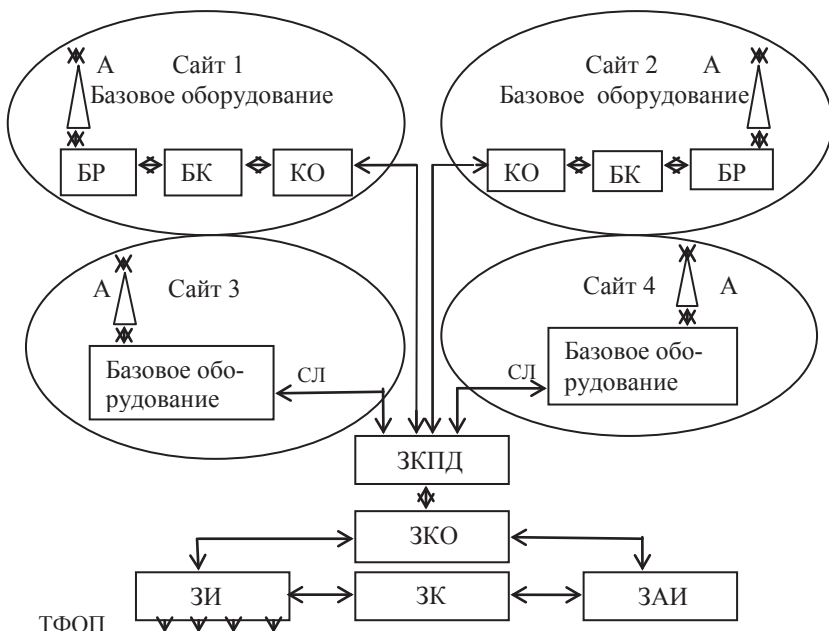 А Сайт 1
Базовое оборудование
БР БК КО
Сайт 2 А
Базовое оборудование
КО БК БР
А Сайт 3
Базовое обо-
рудование
СЛ
Сайт 4 А
Базовое обо-
рудование
СЛ
ЗКПД
ЗКО
ЗИ ЗК ЗАИ
ТФОП